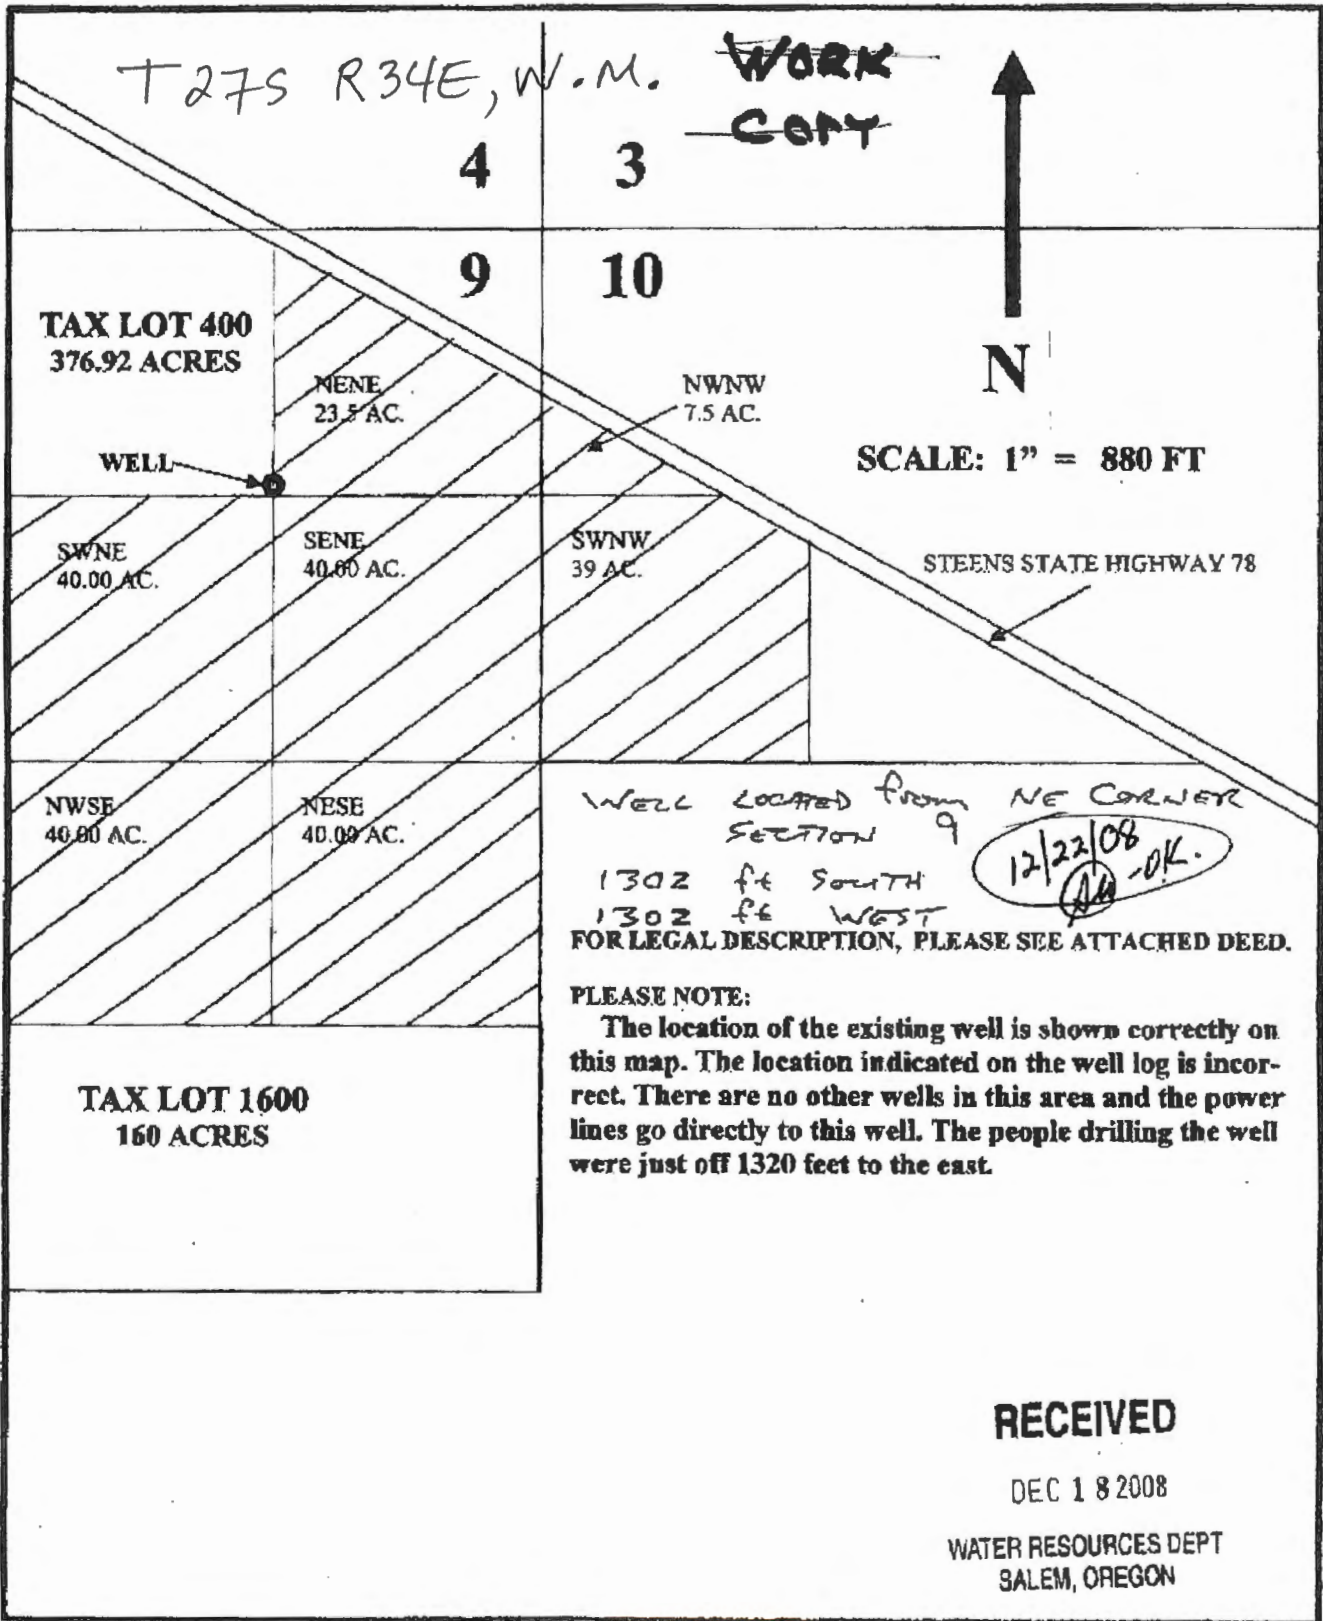 T27S R34E, W.M.
WORK
COPY
4
3
9
10
TAX LOT 400
376.92 ACRES
NENE
23.5 AC.
NWNW
7.5 AC.
N
WELL
SCALE: 1" = 880 FT
SWNE
40.00 AC.
SENE
40.00 AC.
SWNW
39 AC.
STEENS STATE HIGHWAY 78
NWSE
40.00 AC.
NESE
40.00 AC.
WELL LOCATED from NE CORNER
SECTION 9
1302 ft SOUTH
1302 ft WEST
12/22/08
-OK.
FOR LEGAL DESCRIPTION, PLEASE SEE ATTACHED DEED.
PLEASE NOTE:
The location of the existing well is shown correctly on
this map. The location indicated on the well log is incor-
rect. There are no other wells in this area and the power
lines go directly to this well. The people drilling the well
were just off 1320 feet to the east.
TAX LOT 1600
160 ACRES
RECEIVED
DEC 18 2008
WATER RESOURCES DEPT
SALEM, OREGON